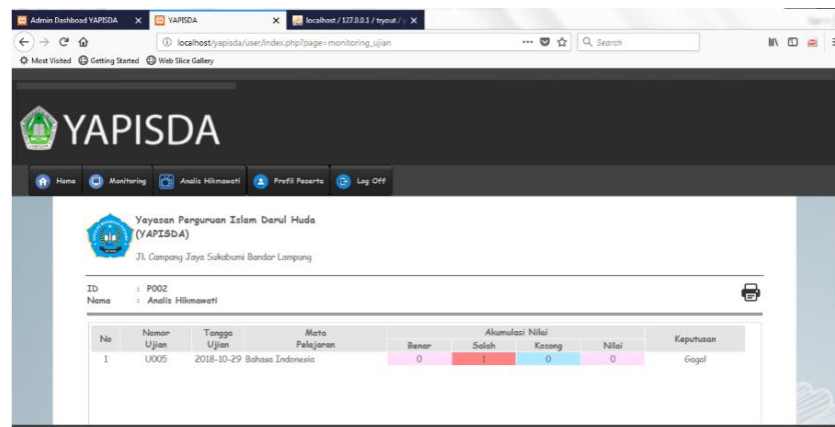 Admin Dashboad YAPISDA
YAPISDA
localhost / 127.0.0.1 / tryout /
localhost/yapisda/user/index.php?page=monitoring_ujian
Search
Most Visited Getting Started Web Slice Gallery
YAPISDA
Home Monitoring Analis Hikmawati Profil Peserta Log Off
Yayasan Perguruan Islam Darul Huda
(YAPISDA)
Jl. Campang Jaya Sukabumi Bandar Lampung
ID : P002
Nama : Analis Hikmawati
No Nomor Ujian Tangga Ujian Mata Pelajaran Akumulasi Nilai Keputusan
Benar Salah Kosong Nilai
1 U005 2018-10-29 Bahasa Indonesia 0 1 0 0 Gagal